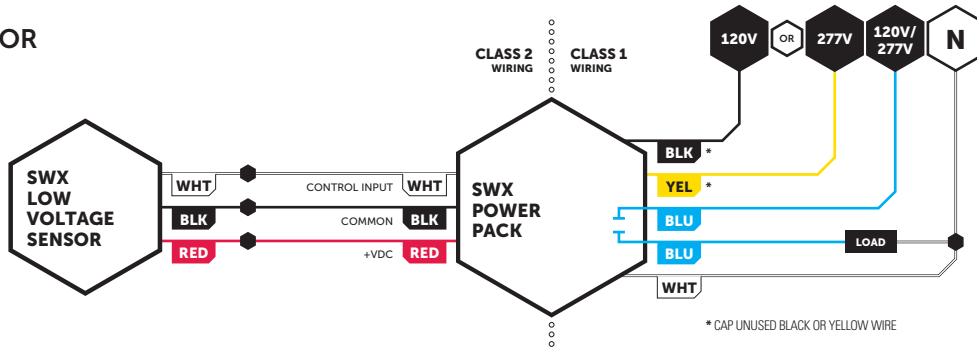 OR
120V
OR
277V
120V/
277V
N
CLASS 2
WIRING
CLASS 1
WIRING
BLK *
SWX
LOW
VOLTAGE
SENSOR
WHT
CONTROL INPUT
WHT
BLK
COMMON
BLK
RED
+VDC
RED
SWX
POWER
PACK
YEL *
BLU
BLU
LOAD
WHT
* CAP UNUSED BLACK OR YELLOW WIRE